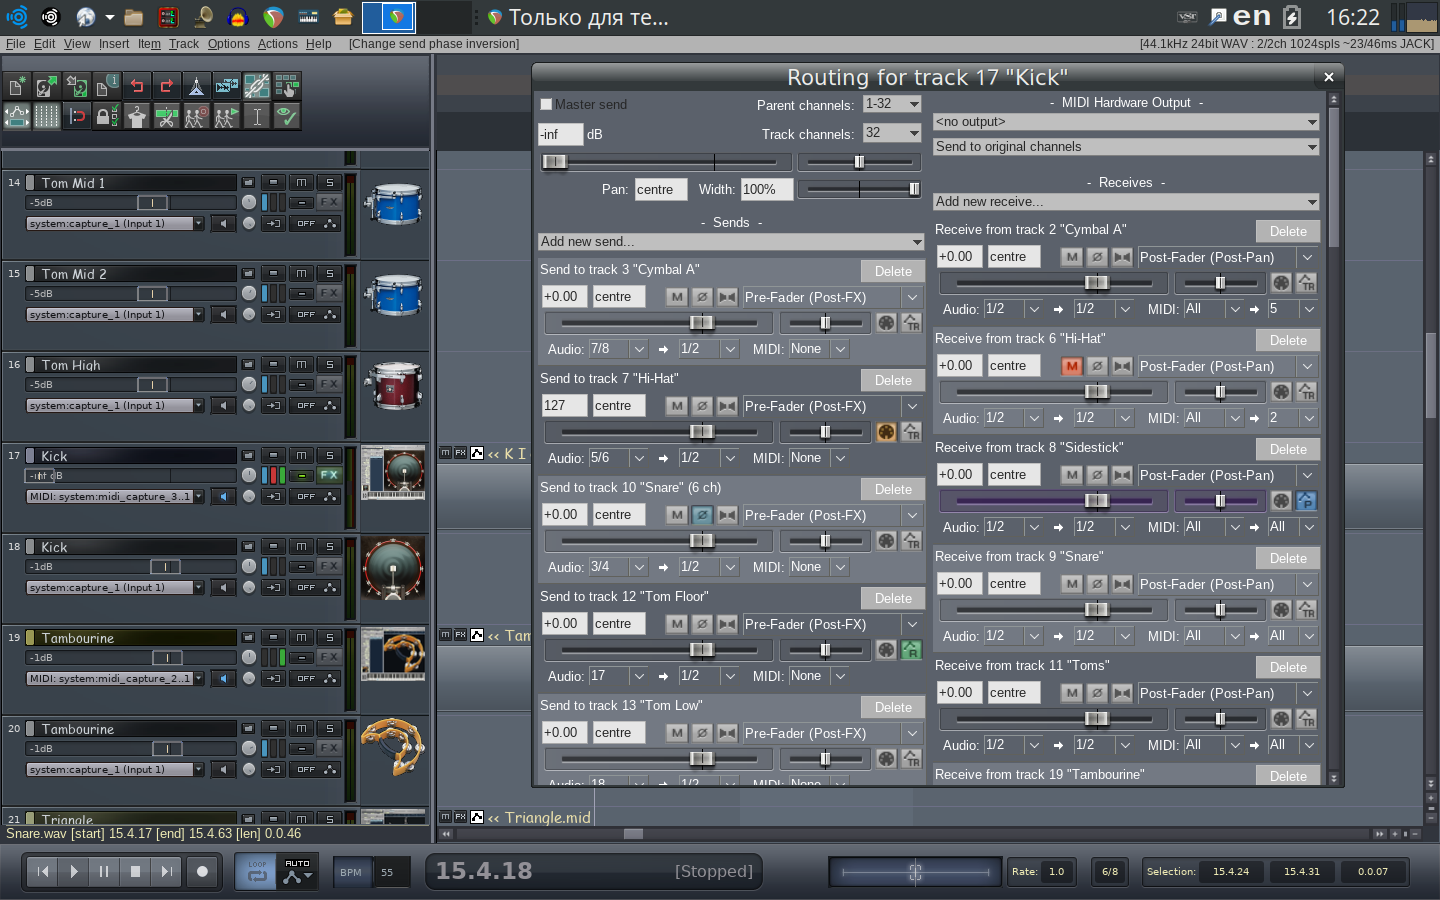 Только для те...
en
16:22
File Edit View Insert Item Track Options Actions Help [Change send phase inversion]
[44.1kHz 24bit WAV : 2/2ch 1024spls ~23/46ms JACK]
Routing for track 17 "Kick"
Master send
Parent channels: 1-32
-inf dB
Track channels: 32
Pan: centre Width: 100%
- Sends -
Add new send...
Send to track 3 "Cymbal A" Delete
+0.00 centre M Ø Pre-Fader (Post-FX)
TR
Audio: 7/8 1/2 MIDI: None
Send to track 7 "Hi-Hat" Delete
127 centre M Ø Pre-Fader (Post-FX)
TR
Audio: 5/6 1/2 MIDI: None
Send to track 10 "Snare" (6 ch) Delete
+0.00 centre M Ø Pre-Fader (Post-FX)
TR
Audio: 3/4 1/2 MIDI: None
Send to track 12 "Tom Floor" Delete
+0.00 centre M Ø Pre-Fader (Post-FX)
R
Audio: 17 1/2 MIDI: None
Send to track 13 "Tom Low" Delete
+0.00 centre M Ø Pre-Fader (Post-FX)
TR
Audio: 18 1/2 MIDI: None
- MIDI Hardware Output -
<no output>
Send to original channels
- Receives -
Add new receive...
Receive from track 2 "Cymbal A" Delete
+0.00 centre M Ø Post-Fader (Post-Pan)
TR
Audio: 1/2 1/2 MIDI: All 5
Receive from track 6 "Hi-Hat" Delete
+0.00 centre M Ø Post-Fader (Post-Pan)
TR
Audio: 1/2 1/2 MIDI: All 2
Receive from track 8 "Sidestick" Delete
+0.00 centre M Ø Post-Fader (Post-Pan)
P
Audio: 1/2 1/2 MIDI: All All
Receive from track 9 "Snare" Delete
+0.00 centre M Ø Post-Fader (Post-Pan)
TR
Audio: 1/2 1/2 MIDI: All All
Receive from track 11 "Toms" Delete
+0.00 centre M Ø Post-Fader (Post-Pan)
TR
Audio: 1/2 1/2 MIDI: All All
Receive from track 19 "Tambourine" Delete
14 Tom Mid 1 M S
-5dB FX
system:capture_1 (Input 1) OFF
15 Tom Mid 2 M S
-5dB FX
system:capture_1 (Input 1) OFF
16 Tom High M S
-5dB FX
system:capture_1 (Input 1) OFF
17 Kick M S
-inf dB FX
MIDI: system:midi_capture_3..1 OFF
18 Kick M S
-1dB FX
system:capture_1 (Input 1) OFF
19 Tambourine M S
-1dB FX
MIDI: system:midi_capture_2..1 OFF
20 Tambourine M S
-1dB FX
system:capture_1 (Input 1) OFF
21 Triangle M S
M FX << K I
M FX << Tam
M FX << Triangle.mid
Snare.wav [start] 15.4.17 [end] 15.4.63 [len] 0.0.46
LOOP AUTO BPM 55
15.4.18 [Stopped]
Rate: 1.0 6/8 Selection: 15.4.24 15.4.31 0.0.07